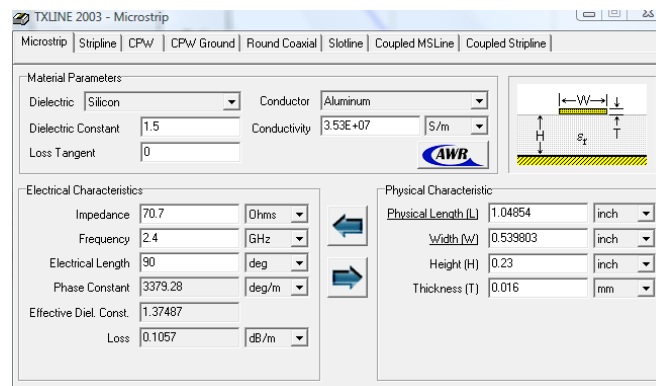 TXLINE 2003 - Microstrip
Microstrip Stripline CPW CPW Ground Round Coaxial Slotline Coupled MSLine Coupled Stripline
Material Parameters
Dielectric Silicon Conductor Aluminum
Dielectric Constant 1.5 Conductivity 3.53E+07 S/m
Loss Tangent 0 AWR
W
H εr T
Electrical Characteristics
Impedance 70.7 Ohms
Frequency 2.4 GHz
Electrical Length 90 deg
Phase Constant 3379.28 deg/m
Effective Diel. Const. 1.37487
Loss 0.1057 dB/m
Physical Characteristic
Physical Length (L) 1.04854 inch
Width (W) 0.539803 inch
Height (H) 0.23 inch
Thickness (T) 0.016 mm